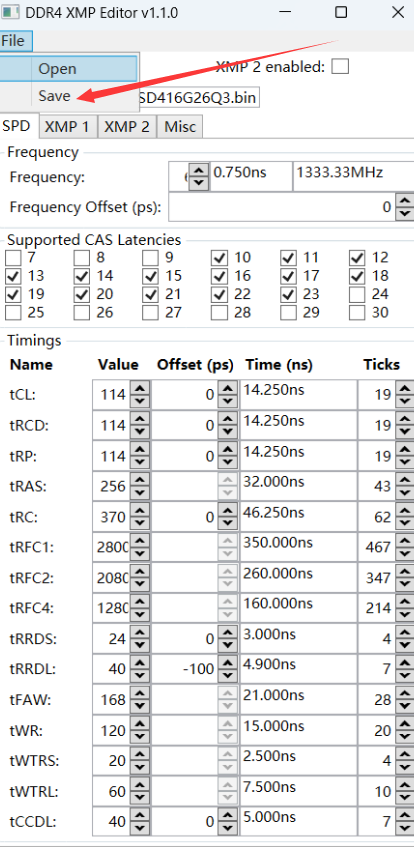 DDR4 XMP Editor v1.1.0
File
Open
XMP 2 enabled:
Save
SD416G26Q3.bin
SPD XMP 1 XMP 2 Misc
Frequency
Frequency: 0.750ns 1333.33MHz
Frequency Offset (ps): 0
Supported CAS Latencies
7 8 9 10 11 12
13 14 15 16 17 18
19 20 21 22 23 24
25 26 27 28 29 30
Timings
Name Value Offset (ps) Time (ns) Ticks
tCL: 114 0 14.250ns 19
tRCD: 114 0 14.250ns 19
tRP: 114 0 14.250ns 19
tRAS: 256 32.000ns 43
tRC: 370 0 46.250ns 62
tRFC1: 2800 350.000ns 467
tRFC2: 2080 260.000ns 347
tRFC4: 1280 160.000ns 214
tRRDS: 24 0 3.000ns 4
tRRDL: 40 -100 4.900ns 7
tFAW: 168 21.000ns 28
tWR: 120 15.000ns 20
tWTRS: 20 2.500ns 4
tWTRL: 60 7.500ns 10
tCCDL: 40 0 5.000ns 7